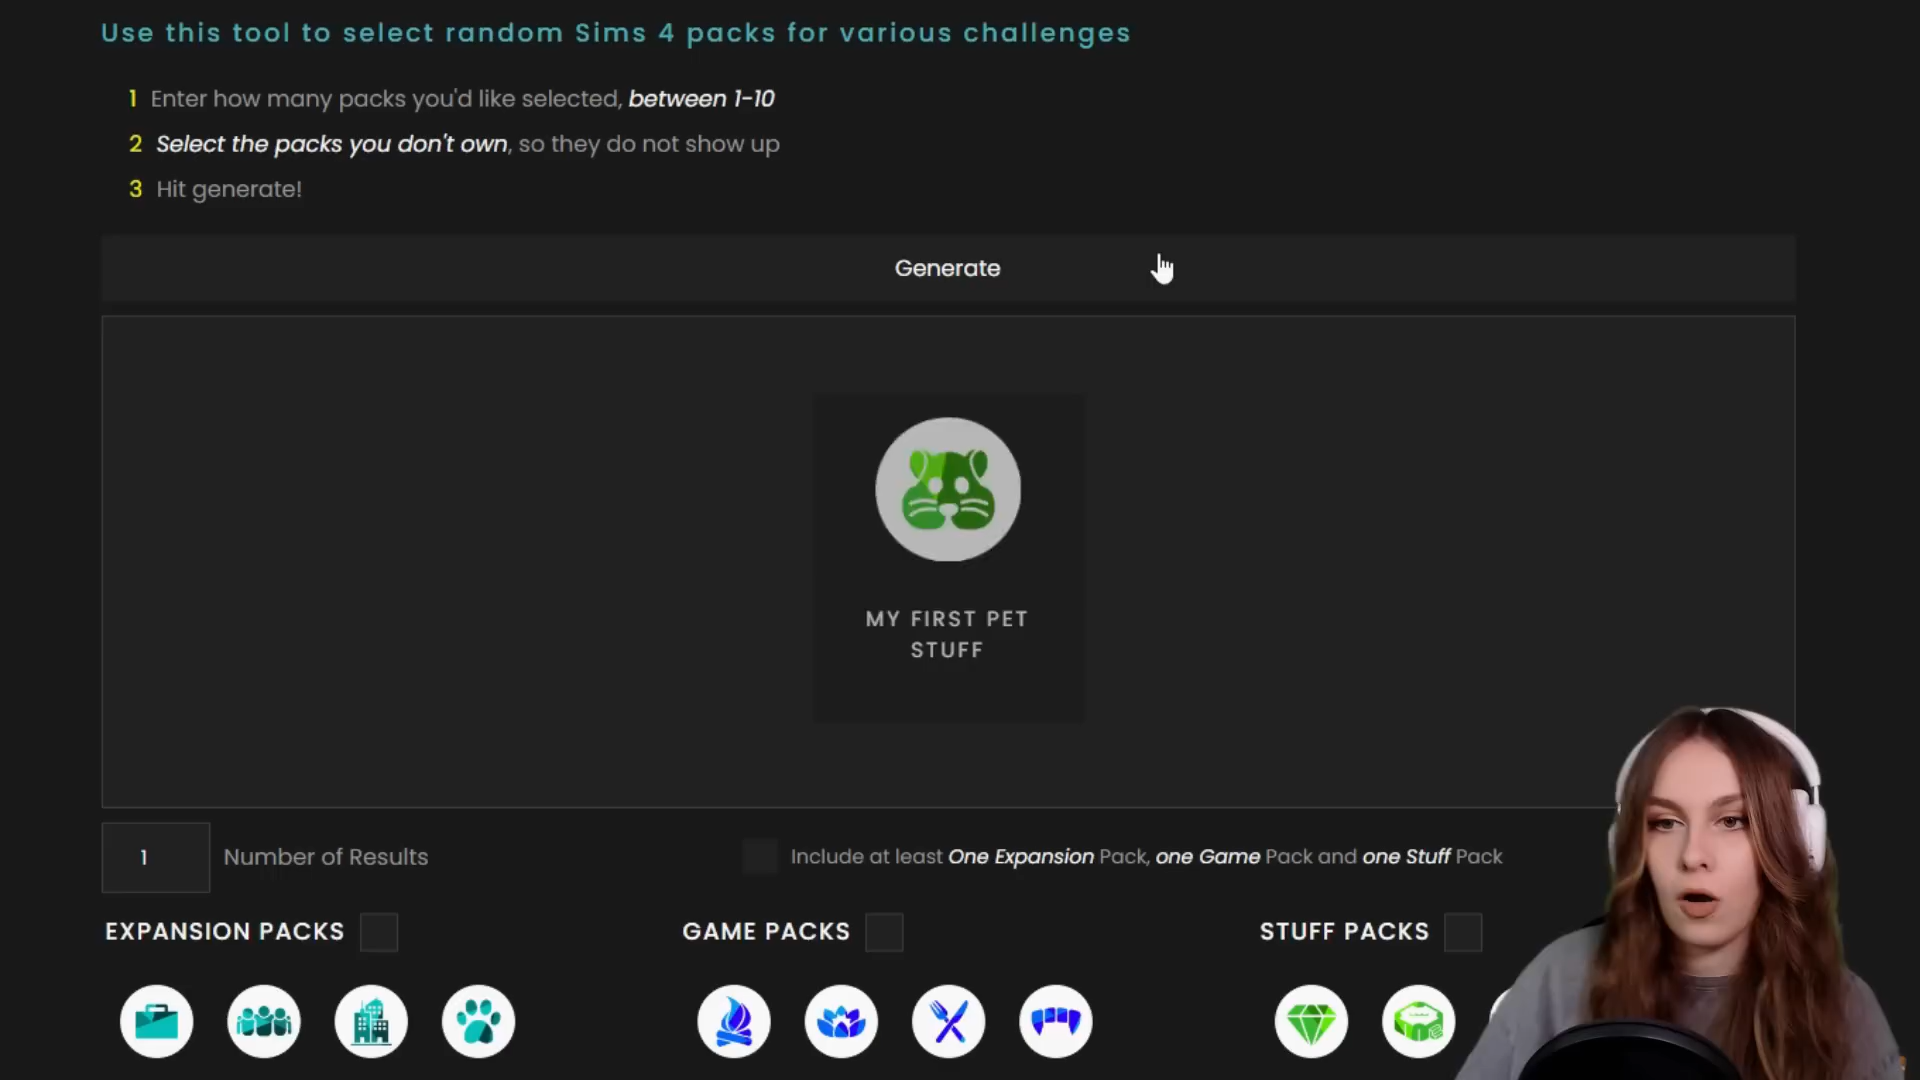 Use this tool to select random Sims 4 packs for various challenges
1 Enter how many packs you'd like selected, between 1-10
2 Select the packs you don't own, so they do not show up
3 Hit generate!
Generate
MY FIRST PET
STUFF
1 Number of Results
Include at least One Expansion Pack, one Game Pack and one Stuff Pack
EXPANSION PACKS
GAME PACKS
STUFF PACKS